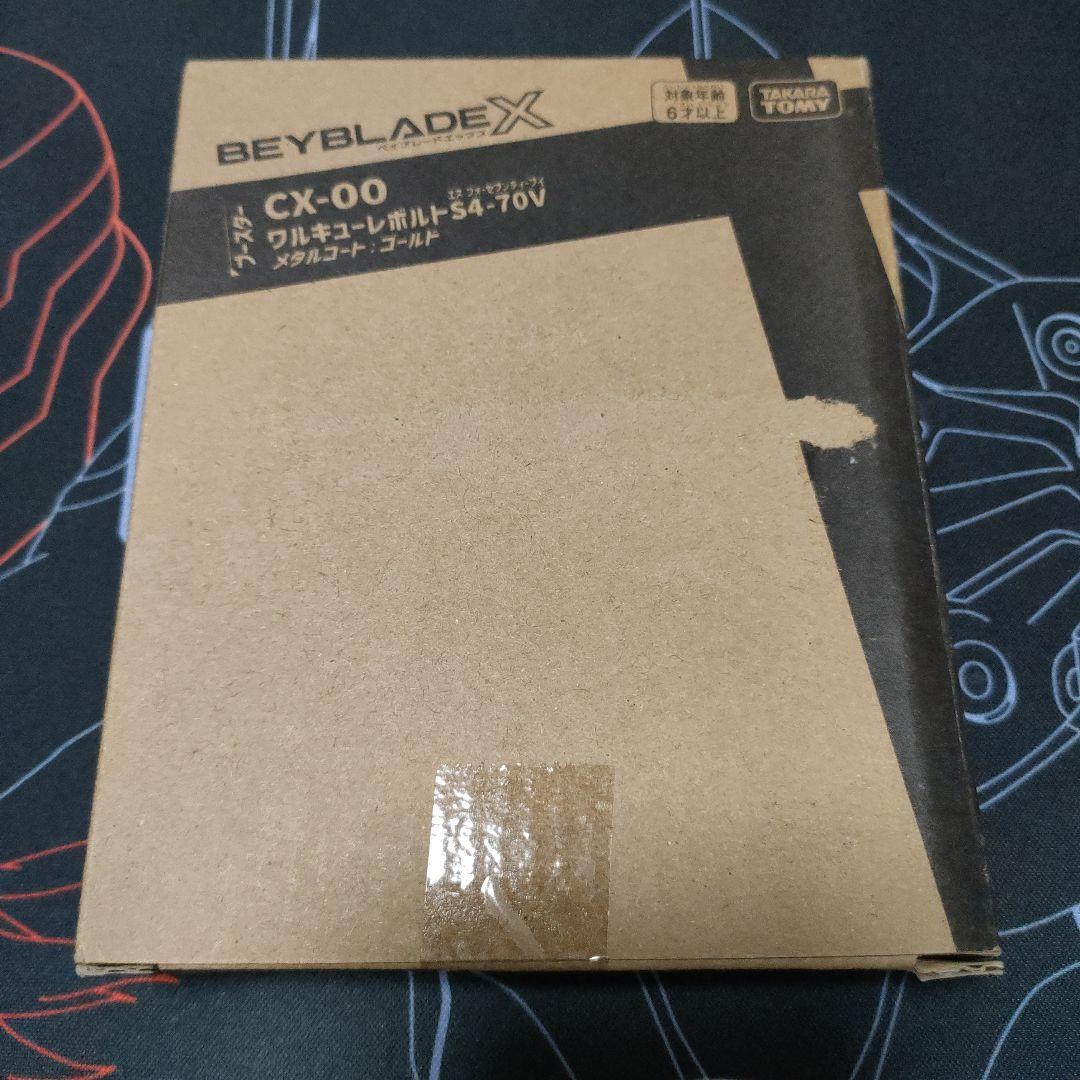 BEYBLADE X
ベイブレードエックス
対象年齢
6才以上
TAKARA
TOMY
ブースター
CX-00
エス フォーセブンティーブイ
ワルキューレボルトS4-70V
メタルコート:ゴールド